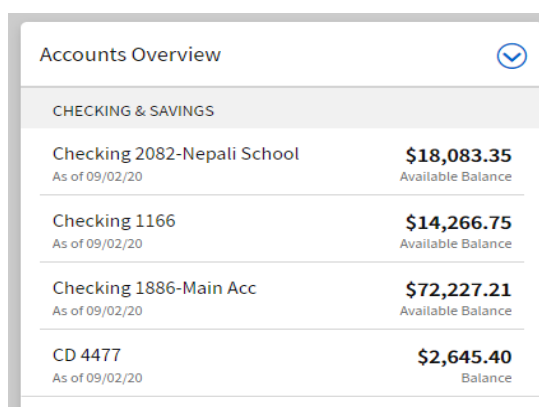 Accounts Overview
CHECKING & SAVINGS
Checking 2082-Nepali School $18,083.35
As of 09/02/20 Available Balance
Checking 1166 $14,266.75
As of 09/02/20 Available Balance
Checking 1886-Main Acc $72,227.21
As of 09/02/20 Available Balance
CD 4477 $2,645.40
As of 09/02/20 Balance